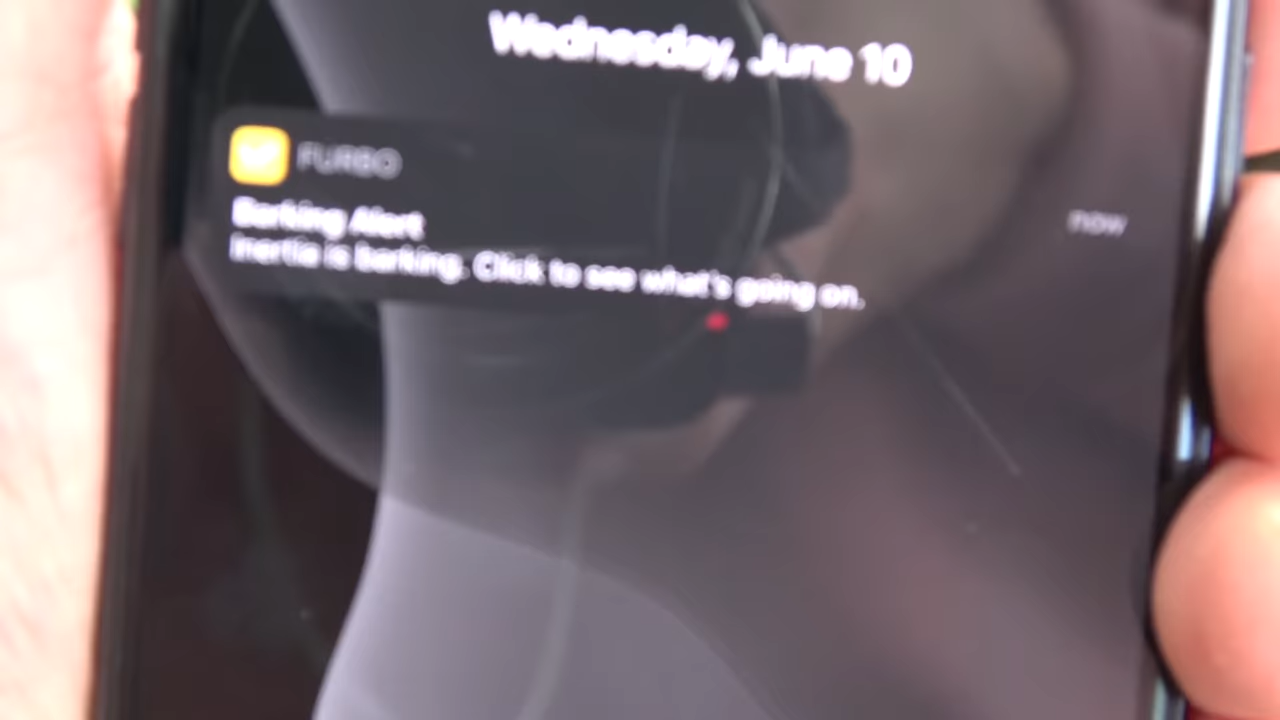 Wednesday, June 10
FURBO
now
Barking Alert
Inertia is barking. Click to see what's going on.